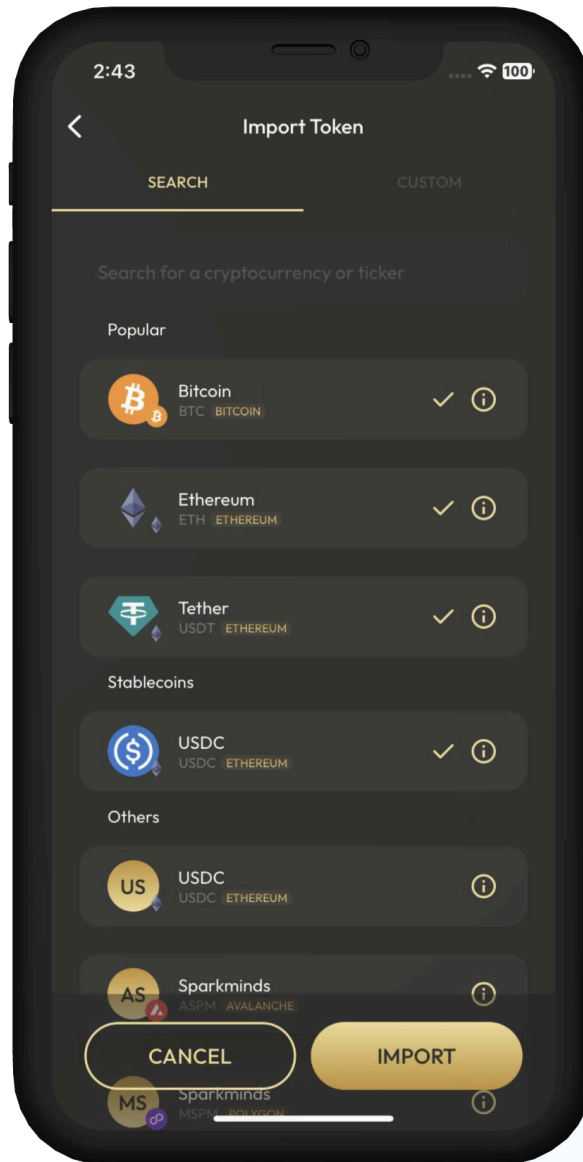 2:43
100
Import Token
SEARCH CUSTOM
Search for a cryptocurrency or ticker
Popular
Bitcoin
BTC BITCOIN
Ethereum
ETH ETHEREUM
Tether
USDT ETHEREUM
Stablecoins
USDC
USDC ETHEREUM
Others
US
USDC
USDC ETHEREUM
AS
Sparkminds
ASPM AVALANCHE
CANCEL IMPORT
MS
Sparkminds
MSPM POLYGON